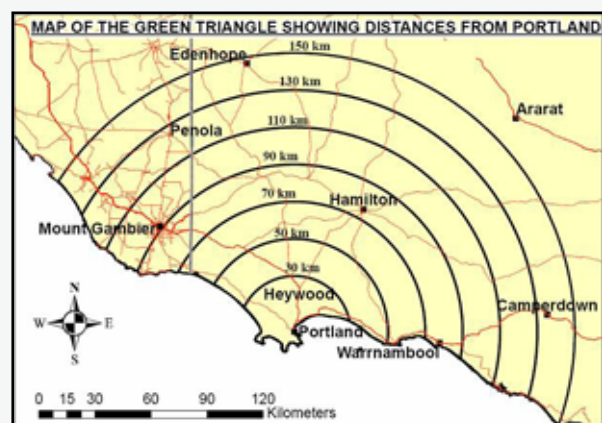 MAP OF THE GREEN TRIANGLE SHOWING DISTANCES FROM PORTLAND
150 km
Edenhope
130 km
Ararat
110 km
Penola
90 km
70 km
Hamilton
Mount Gambier
50 km
30 km
Heywood
Camperdown
N
W E
S
Portland
Warrnambool
0 15 30 60 90 120
Kilometers